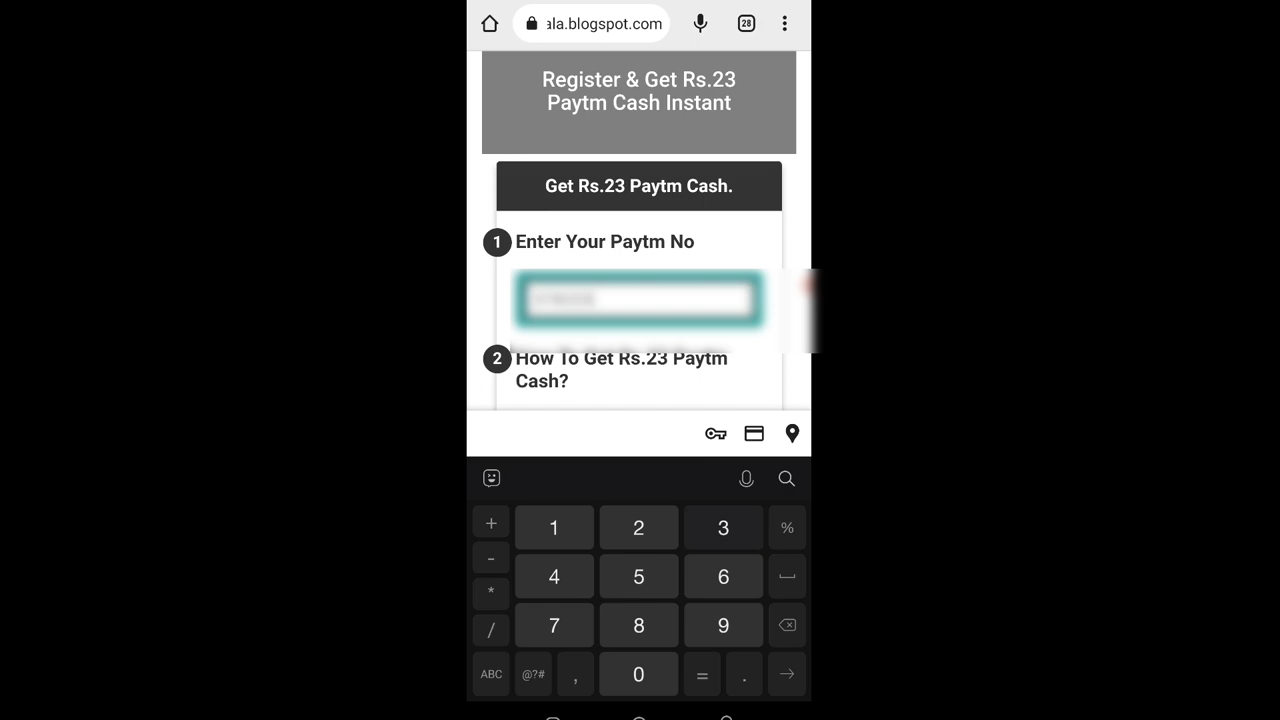 ala.blogspot.com
28
Register & Get Rs.23
Paytm Cash Instant
Get Rs.23 Paytm Cash.
1 Enter Your Paytm No
2 How To Get Rs.23 Paytm
Cash?
+ 1 2 3 %
- 4 5 6
* 7 8 9
/
ABC @?# , 0 = .